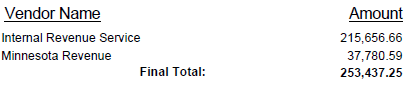 Vendor Name Amount
Internal Revenue Service 215,656.66
Minnesota Revenue 37,780.59
Final Total: 253,437.25